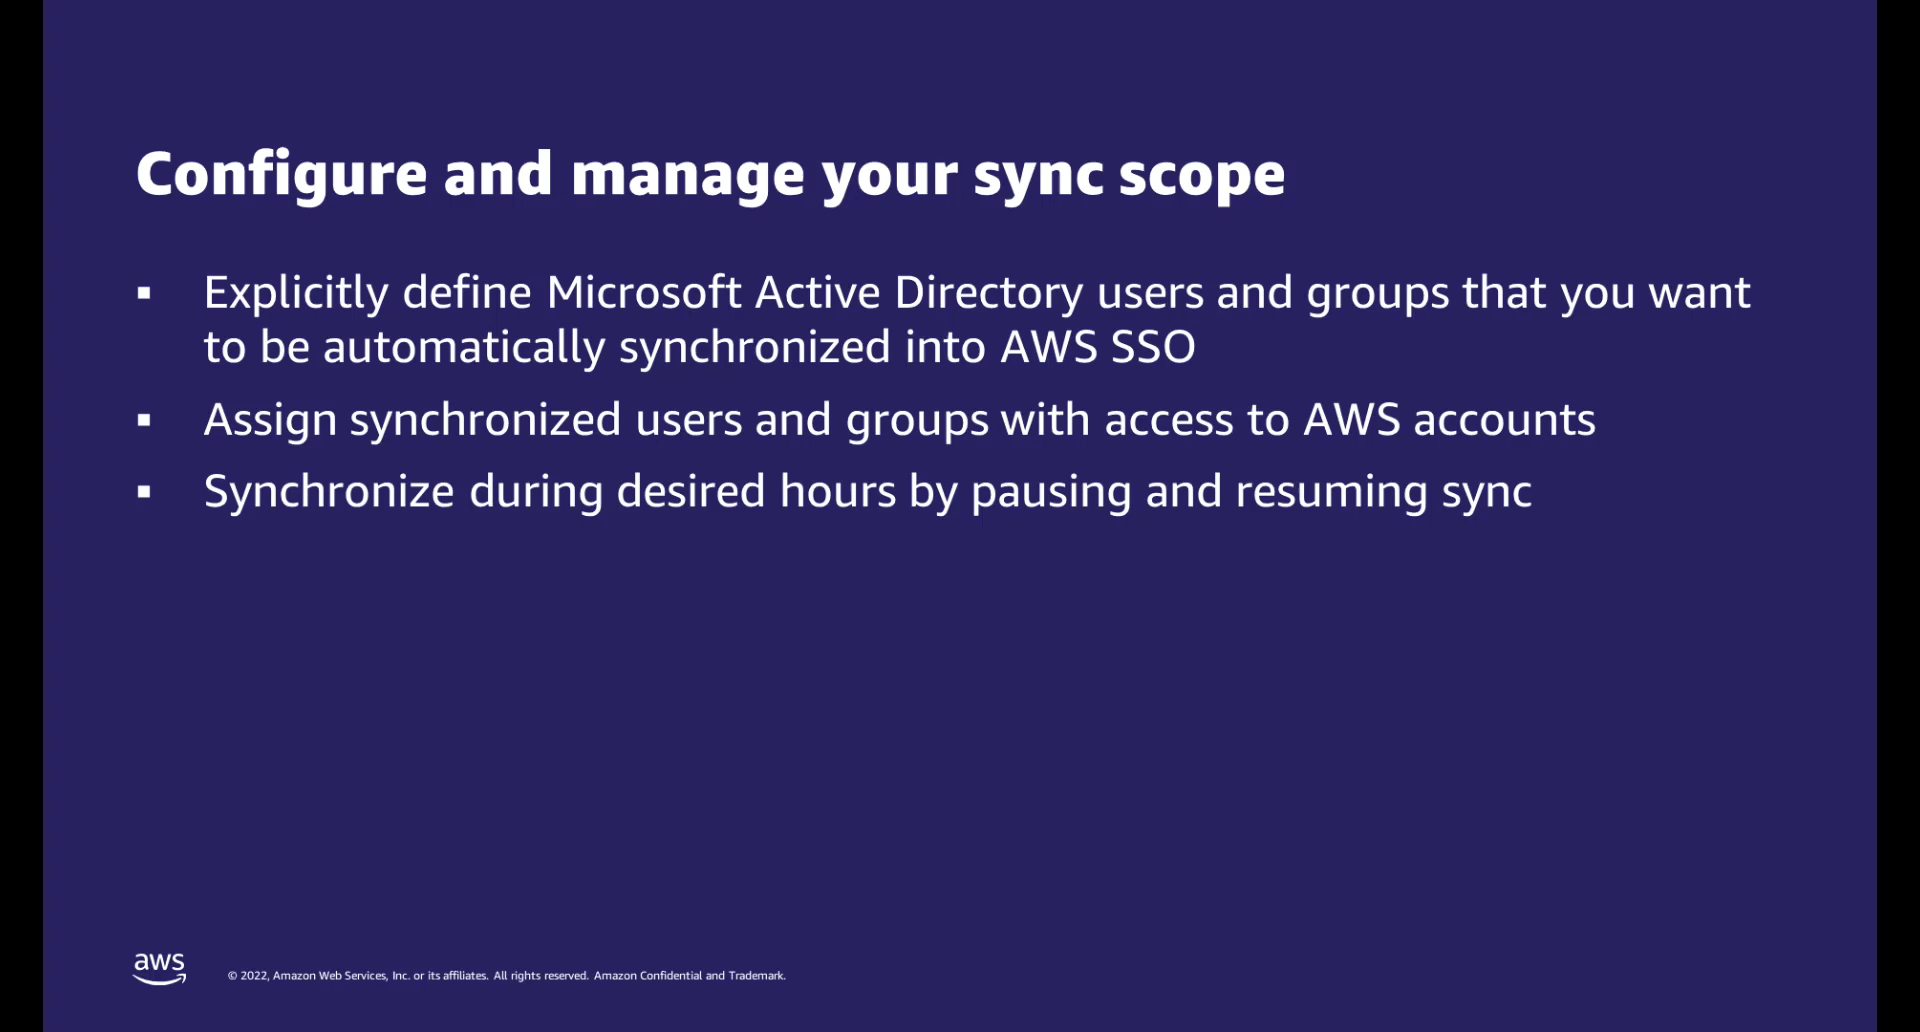 Configure and manage your sync scope
▪ Explicitly define Microsoft Active Directory users and groups that you want
to be automatically synchronized into AWS SSO
▪ Assign synchronized users and groups with access to AWS accounts
▪ Synchronize during desired hours by pausing and resuming sync
aws
© 2022, Amazon Web Services, Inc. or its affiliates. All rights reserved. Amazon Confidential and Trademark.